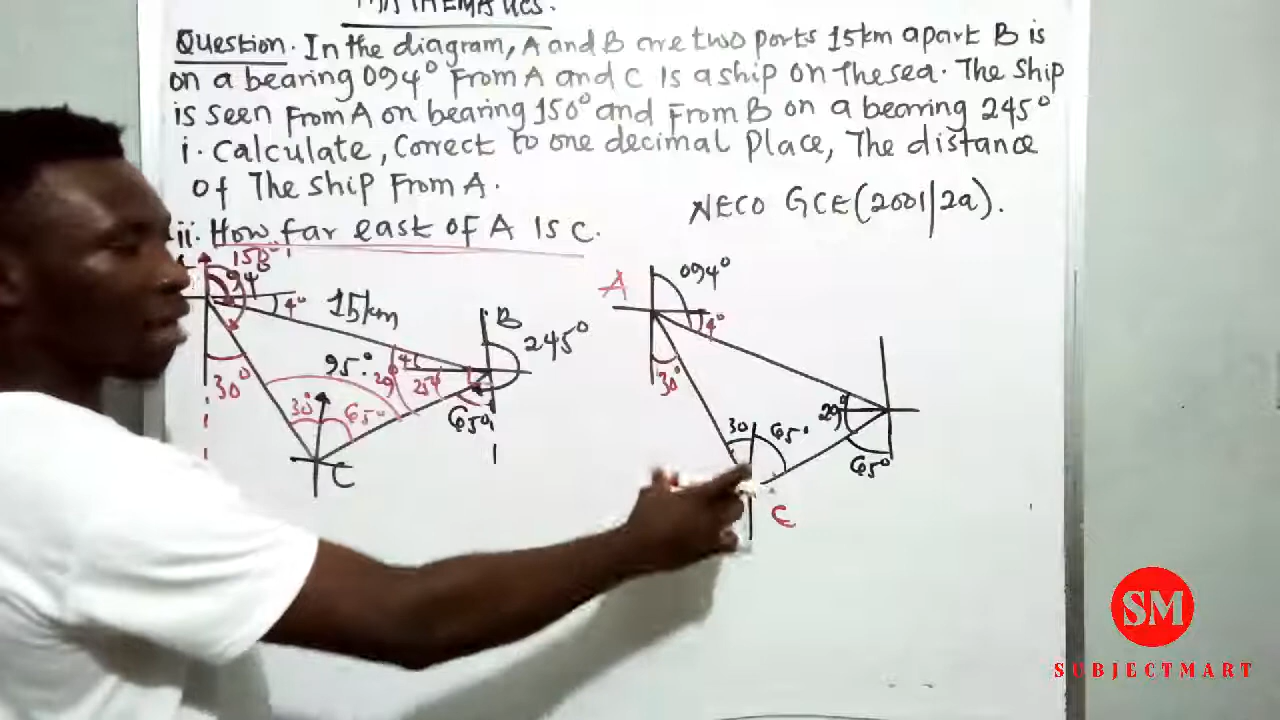 MATHEMATICS.
Question. In the diagram, A and B are two ports 15km apart B is
on a bearing 094° From A and C Is a ship on the sea. The ship
is seen From A on bearing 150° and From B on a bearing 245°
i. Calculate, Correct to one decimal Place, The distance
of The ship From A.
NECO GCE(2001/2a).
ii. How far east of A Is C.
150°
094°
4°
15km
B
245°
95°
4°
29°
25°
65°
30°
30°
65°
C
A
094°
4°
30°
30
65°
29°
65°
C
SM
SUBJECTMART